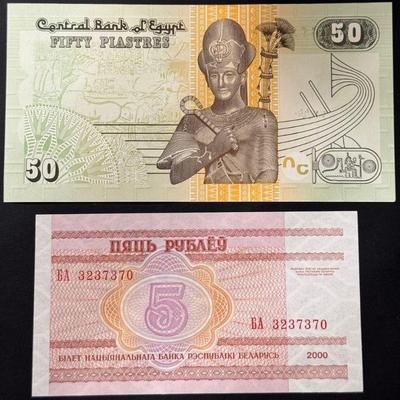 Central Bank of Egypt
FIFTY PIASTRES
50
50
ПЯЦЬ РУБЛЁЎ
БА 3237370
5
БА 3237370
БІЛЕТ НАЦЫЯНАЛЬНАГА БАНКА РЭСПУБЛІКІ БЕЛАРУСЬ
2000